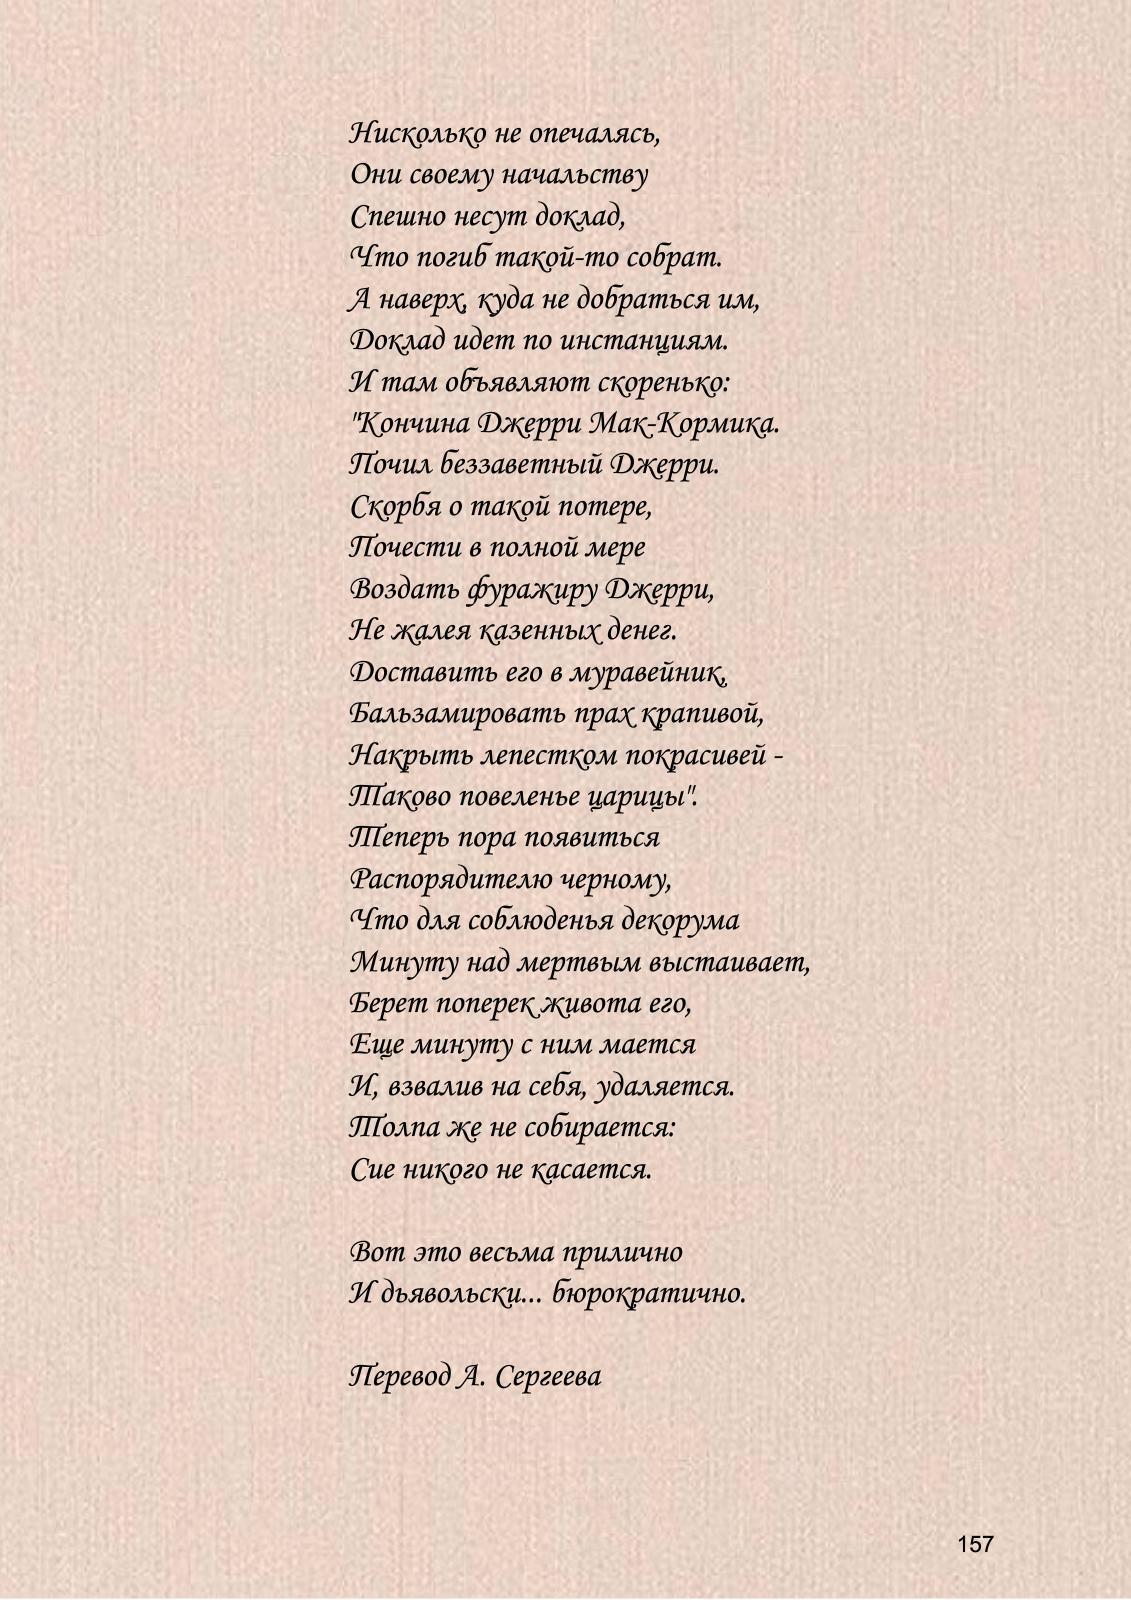 Нисколько не опечалясь,
Они своему начальству
Спешно несут доклад,
Что погиб такой-то собрат.
А наверх, куда не добраться им,
Доклад идет по инстанциям.
И там объявляют скоренько:
"Кончина Джерри Мак-Кормика.
Почил беззаветный Джерри.
Скорбя о такой потере,
Почести в полной мере
Воздать фуражиру Джерри,
Не жалея казенных денег.
Доставить его в муравейник,
Бальзамировать прах крапивой,
Накрыть лепестком покрасивей -
Таково повеленье царицы".
Теперь пора появиться
Распорядителю черному,
Что для соблюденья декорума
Минуту над мертвым выстаивает,
Берет поперек живота его,
Еще минуту с ним мается
И, взвалив на себя, удаляется.
Толпа же не собирается:
Сие никого не касается.

Вот это весьма прилично
И дьявольски... бюрократично.

Перевод А. Сергеева

157